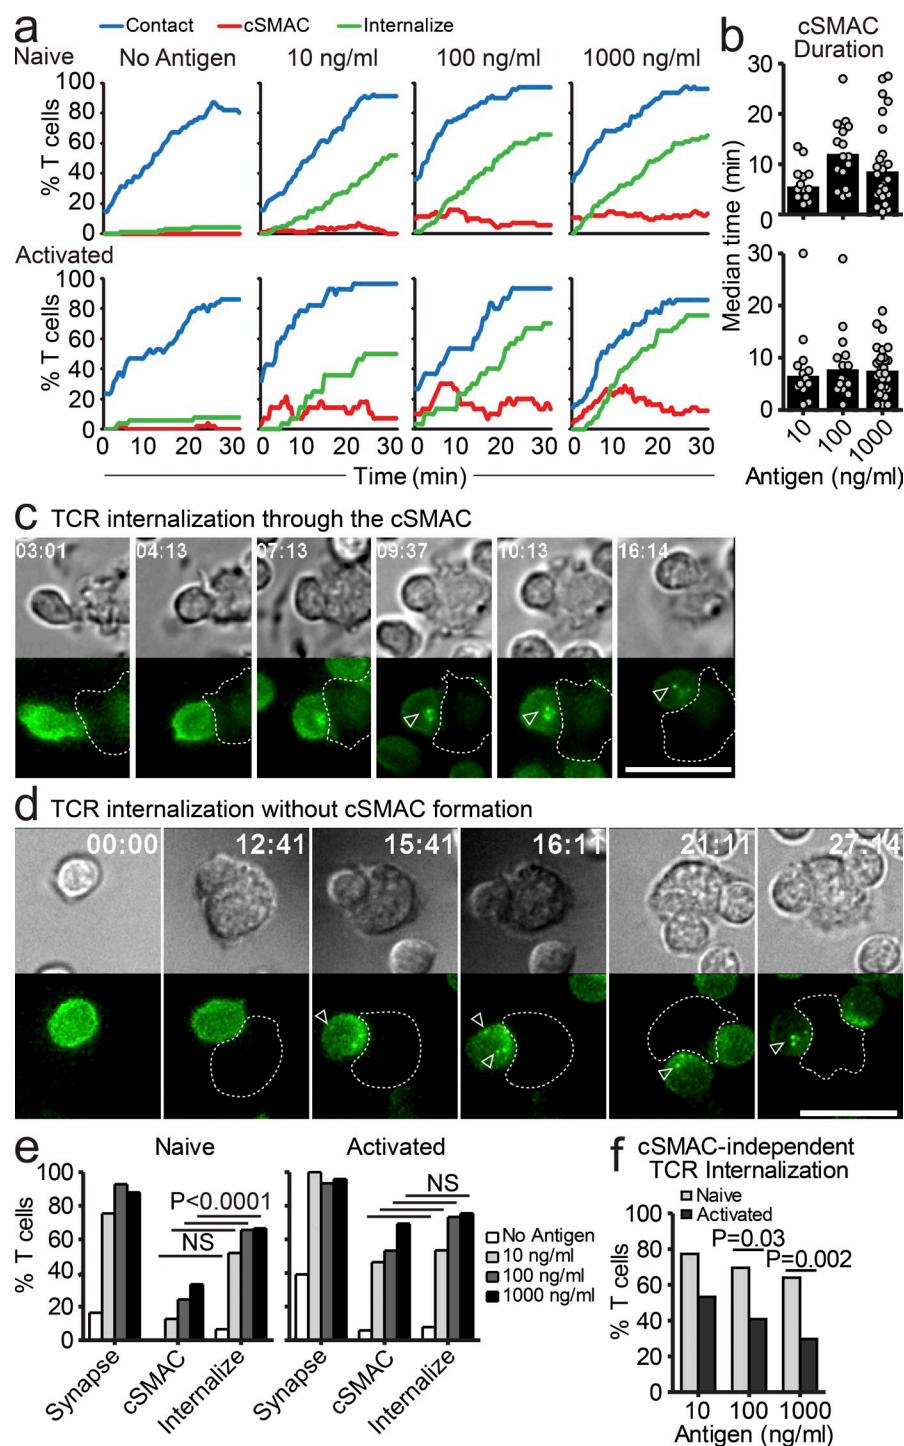 a
Contact cSMAC Internalize
Naive
No Antigen 10 ng/ml 100 ng/ml 1000 ng/ml
% T cells
100
80
60
40
20
0
Activated
% T cells
100
80
60
40
20
0
0 10 20 30 0 10 20 30 0 10 20 30 0 10 20 30
Time (min)
b
cSMAC
Duration
Median time (min)
30
20
10
0
30
20
10
0
10 100 1000
Antigen (ng/ml)
c TCR internalization through the cSMAC
03:01 04:13 07:13 09:37 10:13 16:14
d TCR internalization without cSMAC formation
00:00 12:41 15:41 16:11 21:11 27:14
e
Naive Activated
% T cells
100
80
60
40
20
0
P<0.0001
NS
NS
No Antigen
10 ng/ml
100 ng/ml
1000 ng/ml
Synapse cSMAC Internalize Synapse cSMAC Internalize
f
cSMAC-independent
TCR Internalization
Naive
Activated
% T cells
100
80
60
40
20
0
P=0.03
P=0.002
10 100 1000
Antigen (ng/ml)